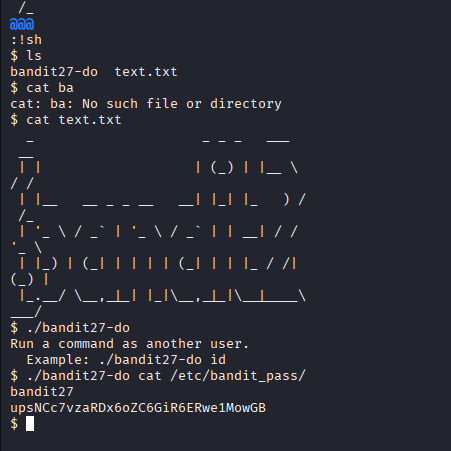 /_
@@@
:!sh
$ ls
bandit27-do  text.txt
$ cat ba
cat: ba: No such file or directory
$ cat text.txt
  _                     _ _ _   ___
 __
 | |                   | (_) | |__ \
/ /
 | |__   __ _ _ __   __| |_| |_   ) /
 /_
 | '_ \ / _` | '_ \ / _` | | __| / /
'_ \
 | |_) | (_| | | | | (_| | | |_ / /|
(_) |
 |_.__/ \__,_|_| |_|\__,_|_|\__|____\
___/
$ ./bandit27-do
Run a command as another user.
  Example: ./bandit27-do id
$ ./bandit27-do cat /etc/bandit_pass/
bandit27
upsNCc7vzaRDx6oZC6GiR6ERwe1MowGB
$